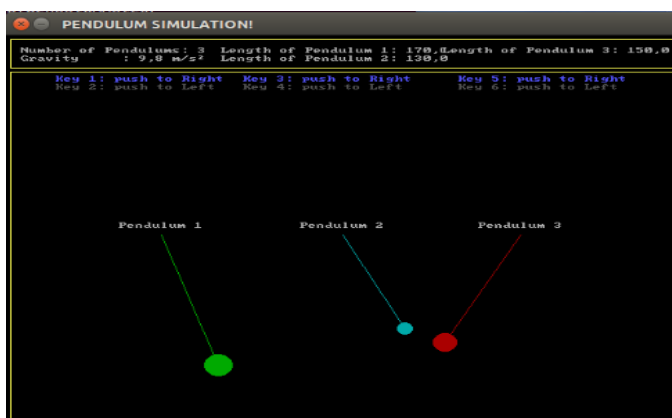 PENDULUM SIMULATION!
Number of Pendulums: 3 Length of Pendulum 1: 170,0Length of Pendulum 3: 150,0
Gravity : 9,8 m/s² Length of Pendulum 2: 130,0
Key 1: push to Right Key 3: push to Right Key 5: push to Right
Key 2: push to Left Key 4: push to Left Key 6: push to Left
Pendulum 1 Pendulum 2 Pendulum 3